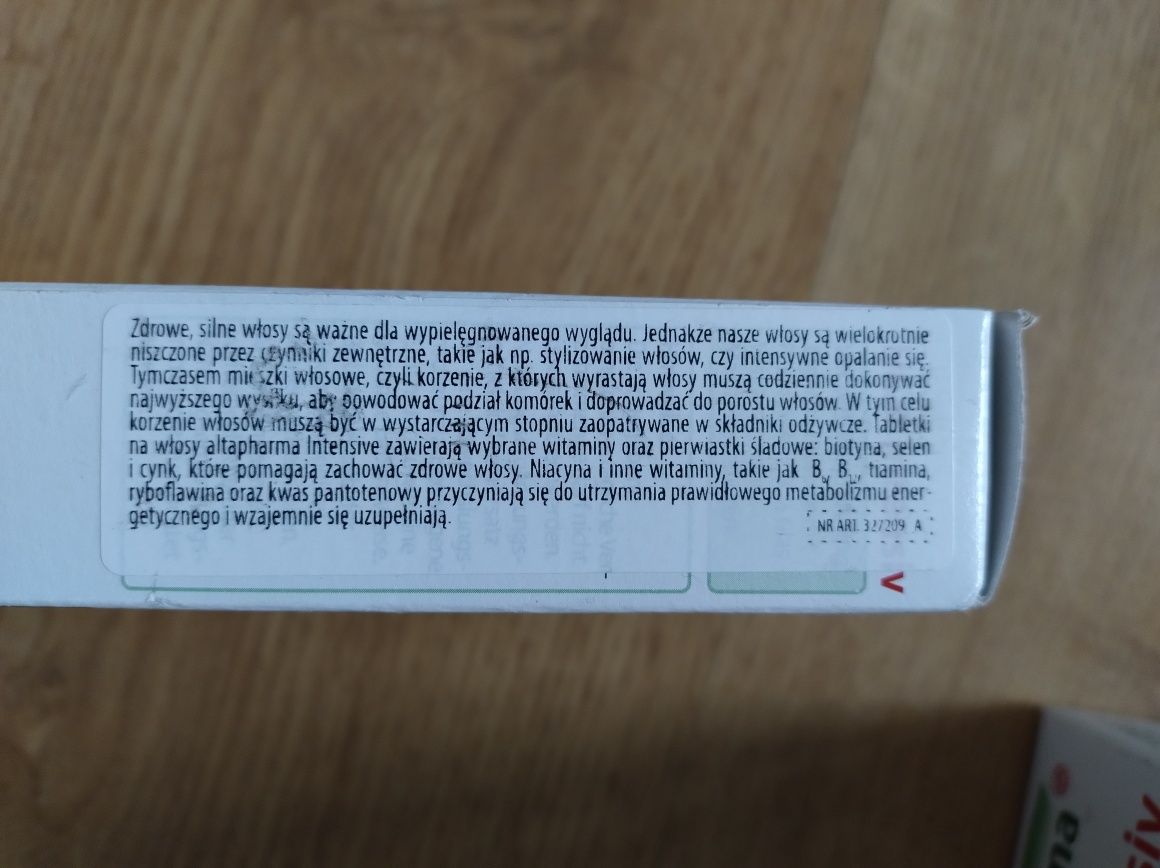 Zdrowe, silne włosy są ważne dla wypielęgnowanego wyglądu. Jednakże nasze włosy są wielokrotnie
niszczone przez czynniki zewnętrzne, takie jak np. stylizowanie włosów, czy intensywne opalanie się.
Tymczasem mieszki włosowe, czyli korzenie, z których wyrastają włosy muszą codziennie dokonywać
najwyższego wysiłku, aby powodować podział komórek i doprowadzać do porostu włosów. W tym celu
korzenie włosów muszą być w wystarczającym stopniu zaopatrywane w składniki odżywcze. Tabletki
na włosy altapharma Intensive zawierają wybrane witaminy oraz pierwiastki śladowe: biotyna, selen
i cynk, które pomagają zachować zdrowe włosy. Niacyna i inne witaminy, takie jak B, B, tiamina,
ryboflawina oraz kwas pantotenowy przyczyniają się do utrzymania prawidłowego metabolizmu ener-
getycznego i wzajemnie się uzupełniają.
NR ART. 327209 A
V
ma
siv